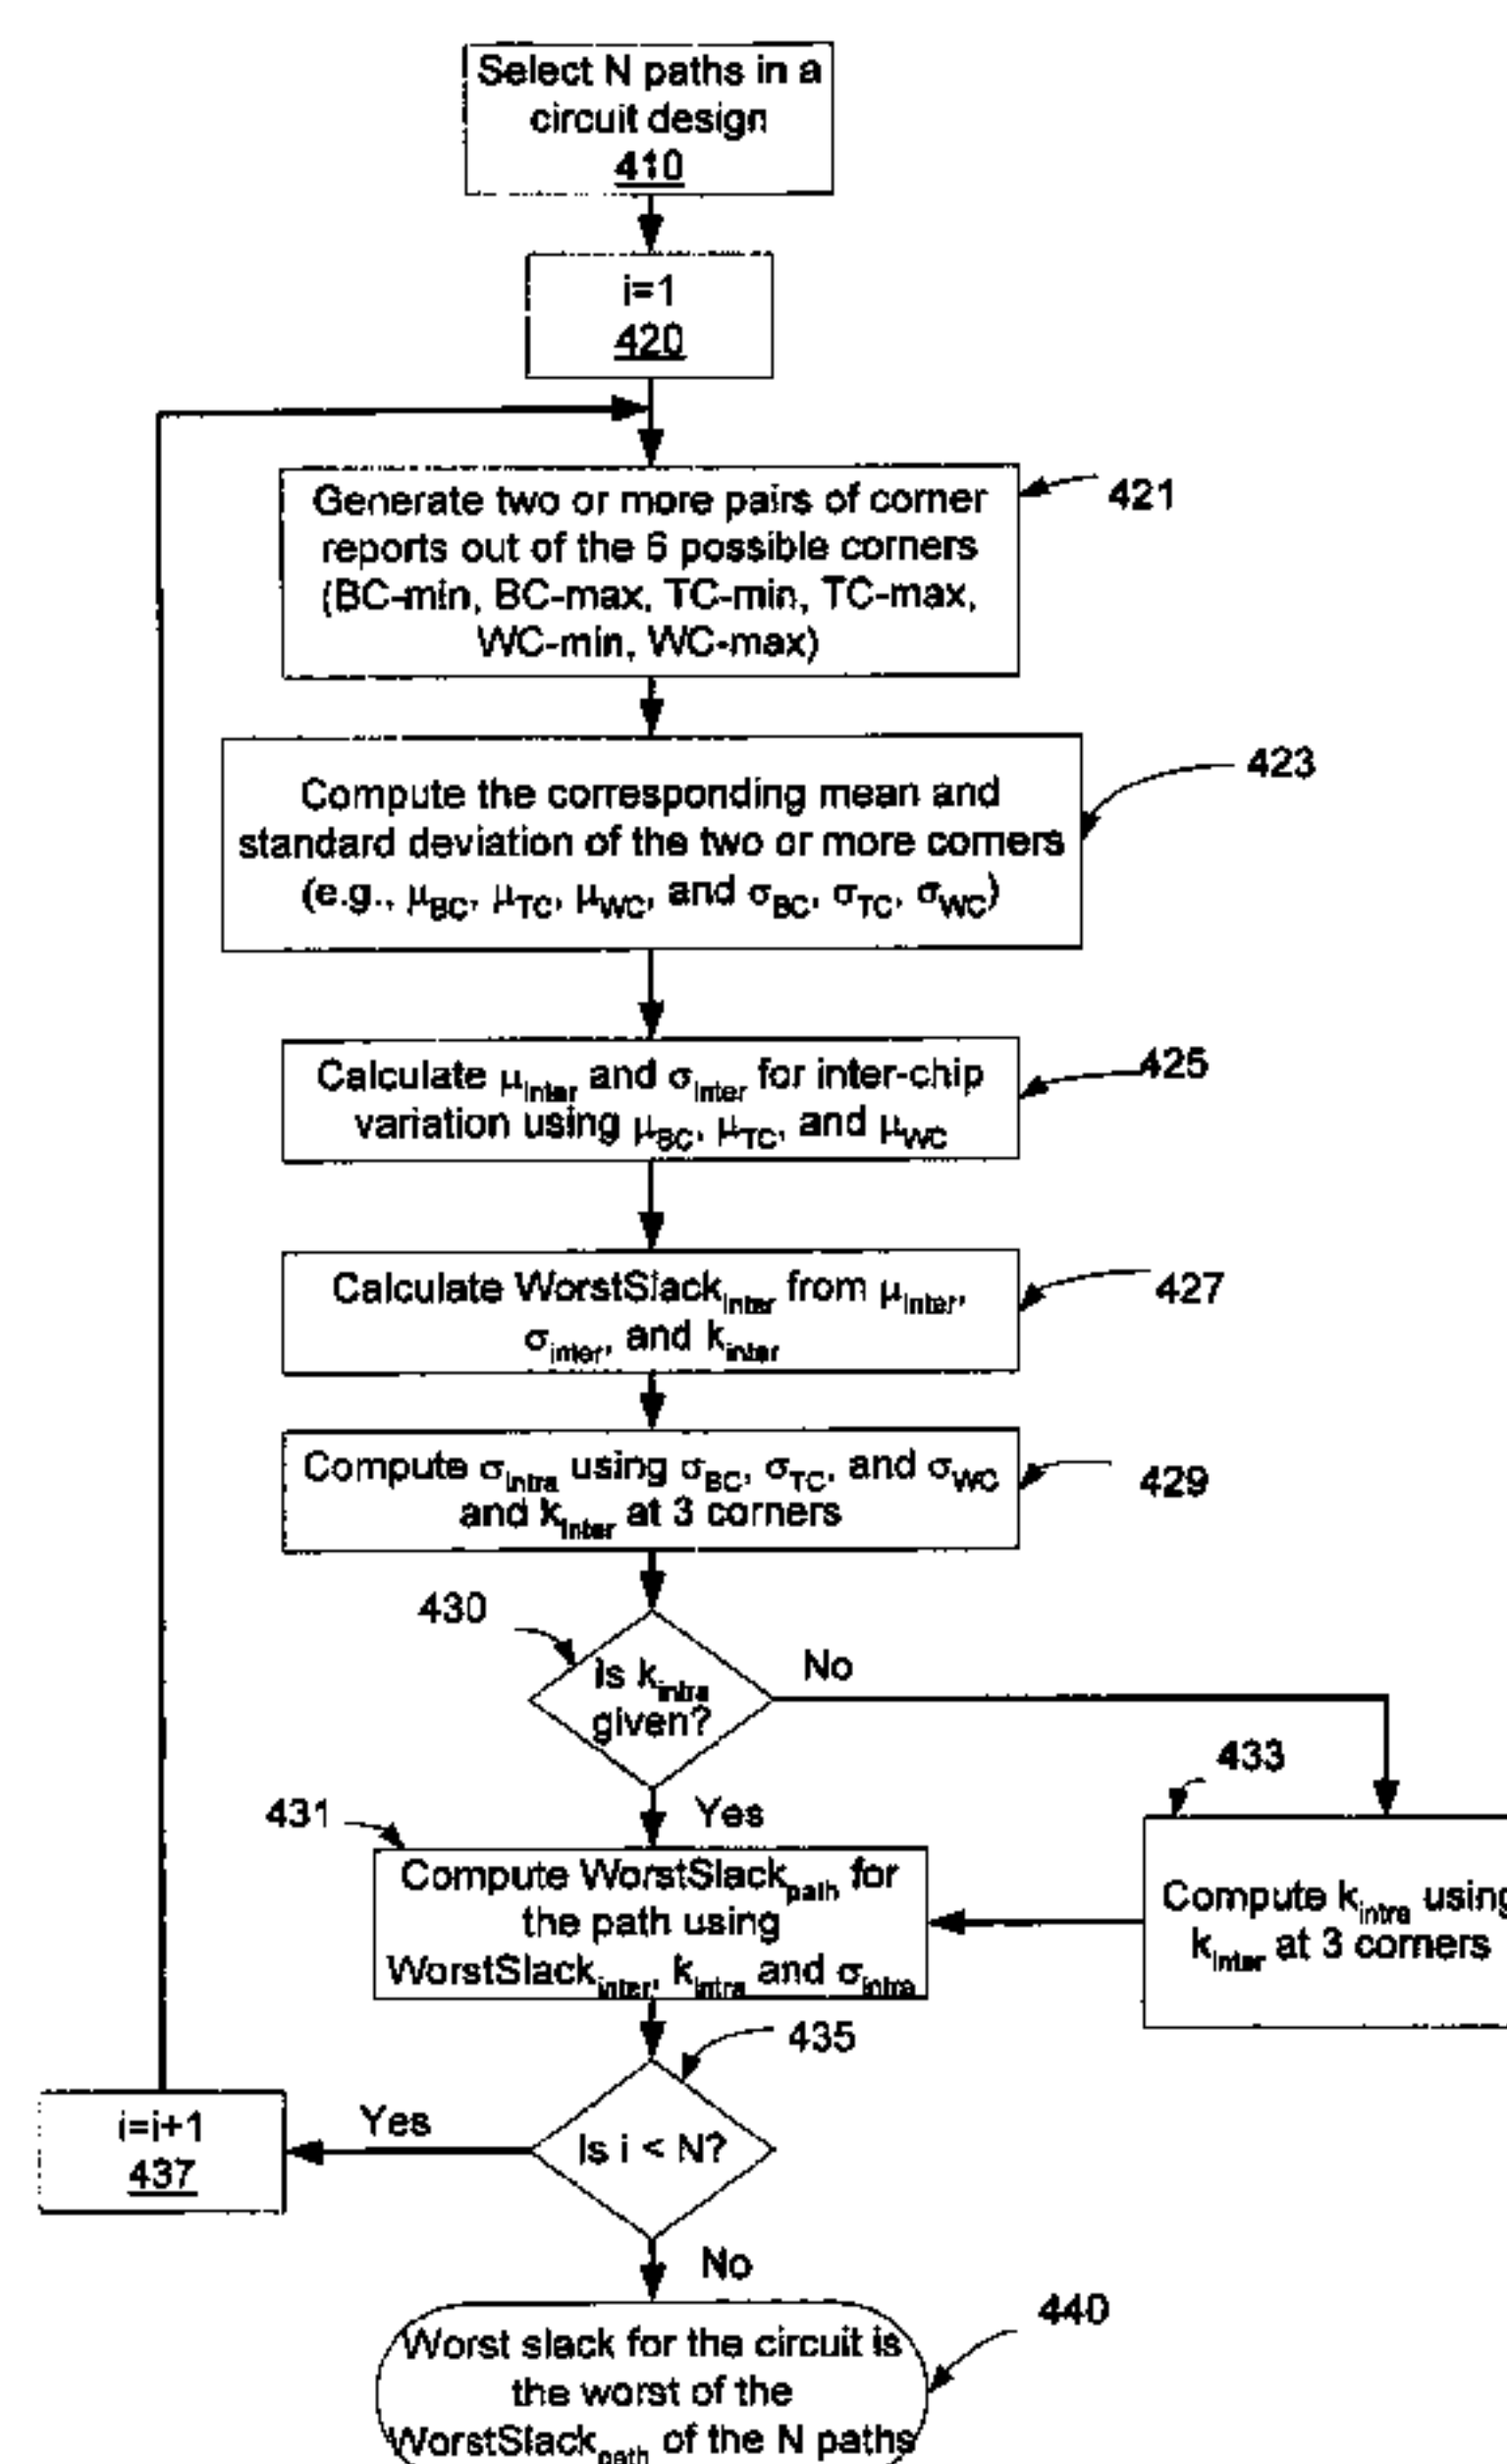 Select N paths in a
circuit design
410
i=1
420
Generate two or more pairs of corner
reports out of the 6 possible corners
(BC-min, BC-max, TC-min, TC-max,
WC-min, WC-max)
421
Compute the corresponding mean and
standard deviation of the two or more corners
(e.g., μBC, μTC, μWC, and σBC, σTC, σWC)
423
Calculate μinter and σinter for inter-chip
variation using μBC, μTC, and μWC
425
Calculate WorstSlackinter from μinter,
σinter, and kinter
427
Compute σintra using σBC, σTC, and σWC
and kinter at 3 corners
429
430
Is kintra
given?
No
Yes
433
Compute kintra using
kinter at 3 corners
431
Compute WorstSlackpath for
the path using
WorstSlackinter, kintra and σintra
435
Is i < N?
Yes
i=i+1
437
No
440
Worst slack for the circuit is
the worst of the
WorstSlackpath of the N paths